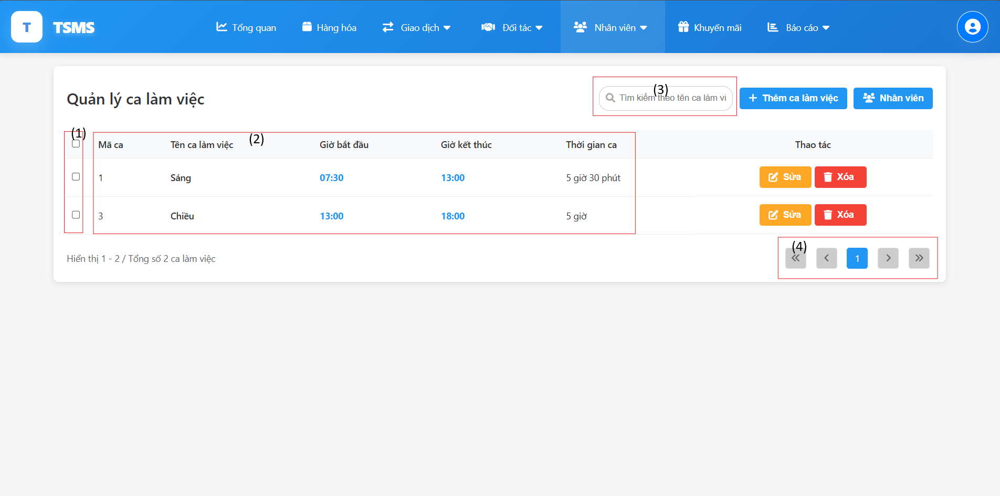 T TSMS Tổng quan Hàng hóa Giao dịch Đối tác Nhân viên Khuyến mãi Báo cáo
Quản lý ca làm việc (3) Tìm kiếm theo tên ca làm vi Thêm ca làm việc Nhân viên
(1) (2)
Mã ca Tên ca làm việc Giờ bắt đầu Giờ kết thúc Thời gian ca Thao tác
1 Sáng 07:30 13:00 5 giờ 30 phút Sửa Xóa
3 Chiều 13:00 18:00 5 giờ Sửa Xóa
(4)
Hiển thị 1 - 2 / Tổng số 2 ca làm việc 1